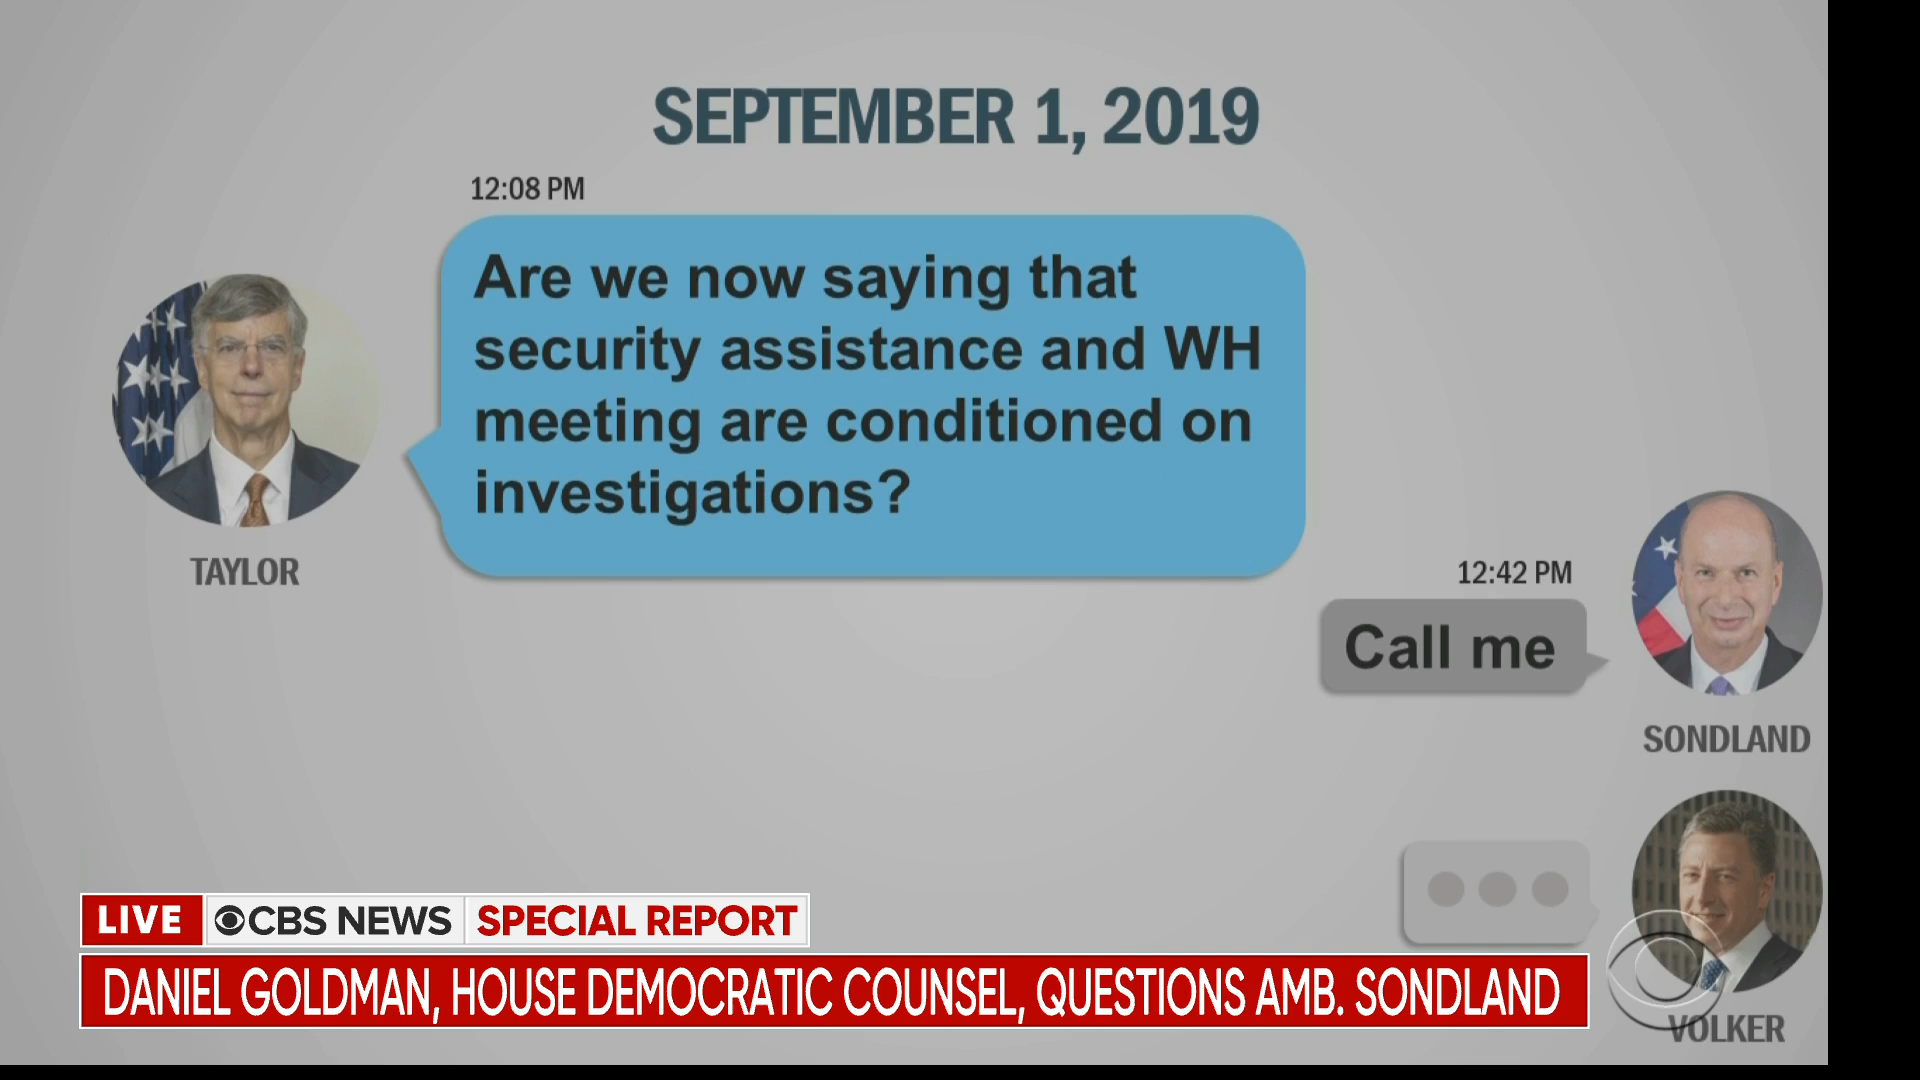 SEPTEMBER 1, 2019
12:08 PM
Are we now saying that
security assistance and WH
meeting are conditioned on
investigations?
TAYLOR
12:42 PM
Call me
SONDLAND
LIVE CBS NEWS SPECIAL REPORT
DANIEL GOLDMAN, HOUSE DEMOCRATIC COUNSEL, QUESTIONS AMB. SONDLAND
VOLKER